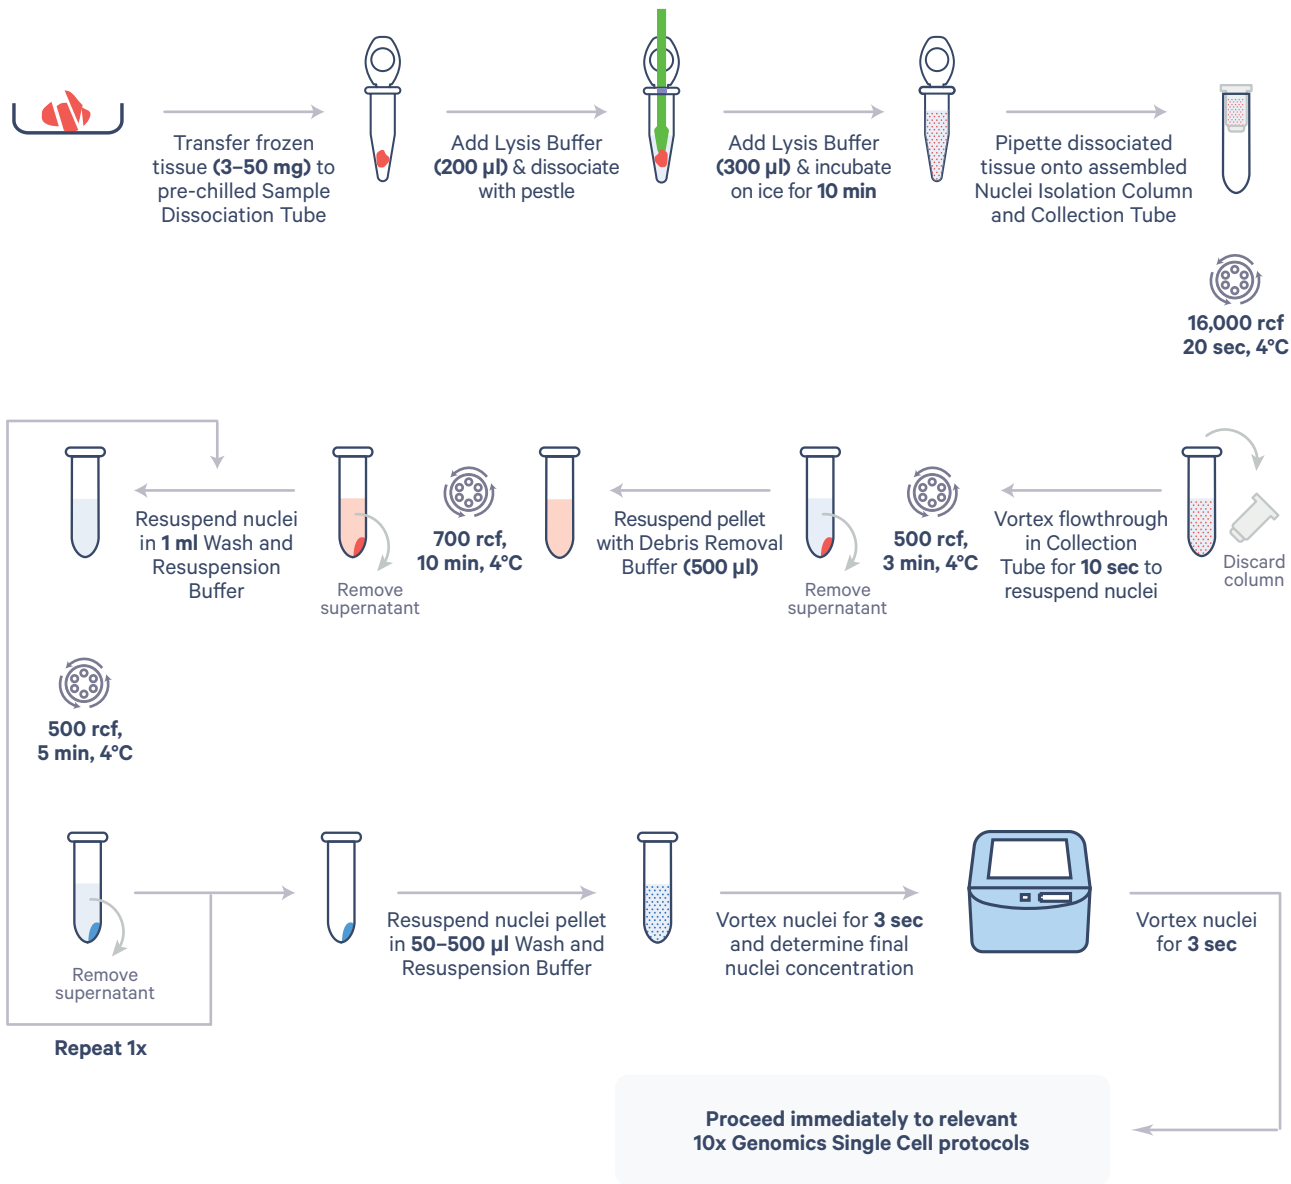 Transfer frozen
tissue (3–50 mg) to
pre-chilled Sample
Dissociation Tube
Add Lysis Buffer
(200 µl) & dissociate
with pestle
Add Lysis Buffer
(300 µl) & incubate
on ice for 10 min
Pipette dissociated
tissue onto assembled
Nuclei Isolation Column
and Collection Tube
16,000 rcf
20 sec, 4°C
Discard
column
Vortex flowthrough
in Collection
Tube for 10 sec to
resuspend nuclei
500 rcf,
3 min, 4°C
Remove
supernatant
Resuspend pellet
with Debris Removal
Buffer (500 µl)
700 rcf,
10 min, 4°C
Remove
supernatant
Resuspend nuclei
in 1 ml Wash and
Resuspension
Buffer
500 rcf,
5 min, 4°C
Remove
supernatant
Repeat 1x
Resuspend nuclei pellet
in 50–500 µl Wash and
Resuspension Buffer
Vortex nuclei for 3 sec
and determine final
nuclei concentration
Vortex nuclei
for 3 sec
Proceed immediately to relevant
10x Genomics Single Cell protocols